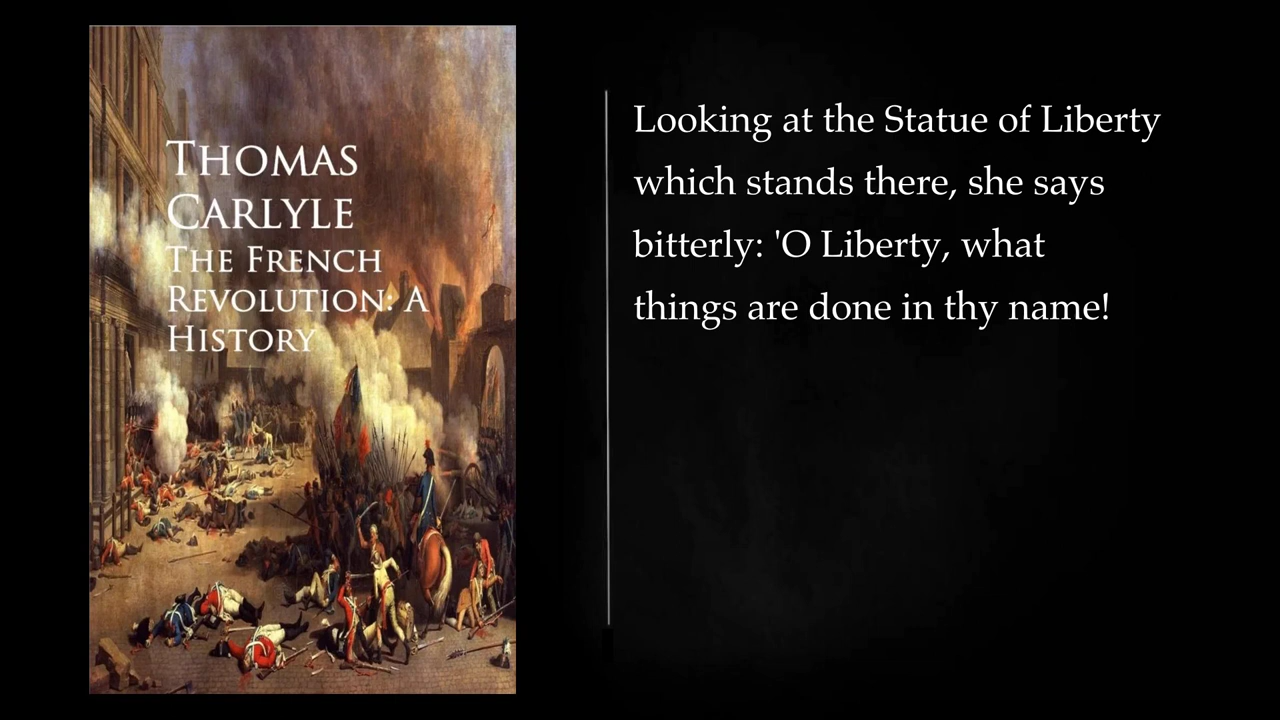 THOMAS
CARLYLE
THE FRENCH
REVOLUTION: A
HISTORY
Looking at the Statue of Liberty
which stands there, she says
bitterly: 'O Liberty, what
things are done in thy name!